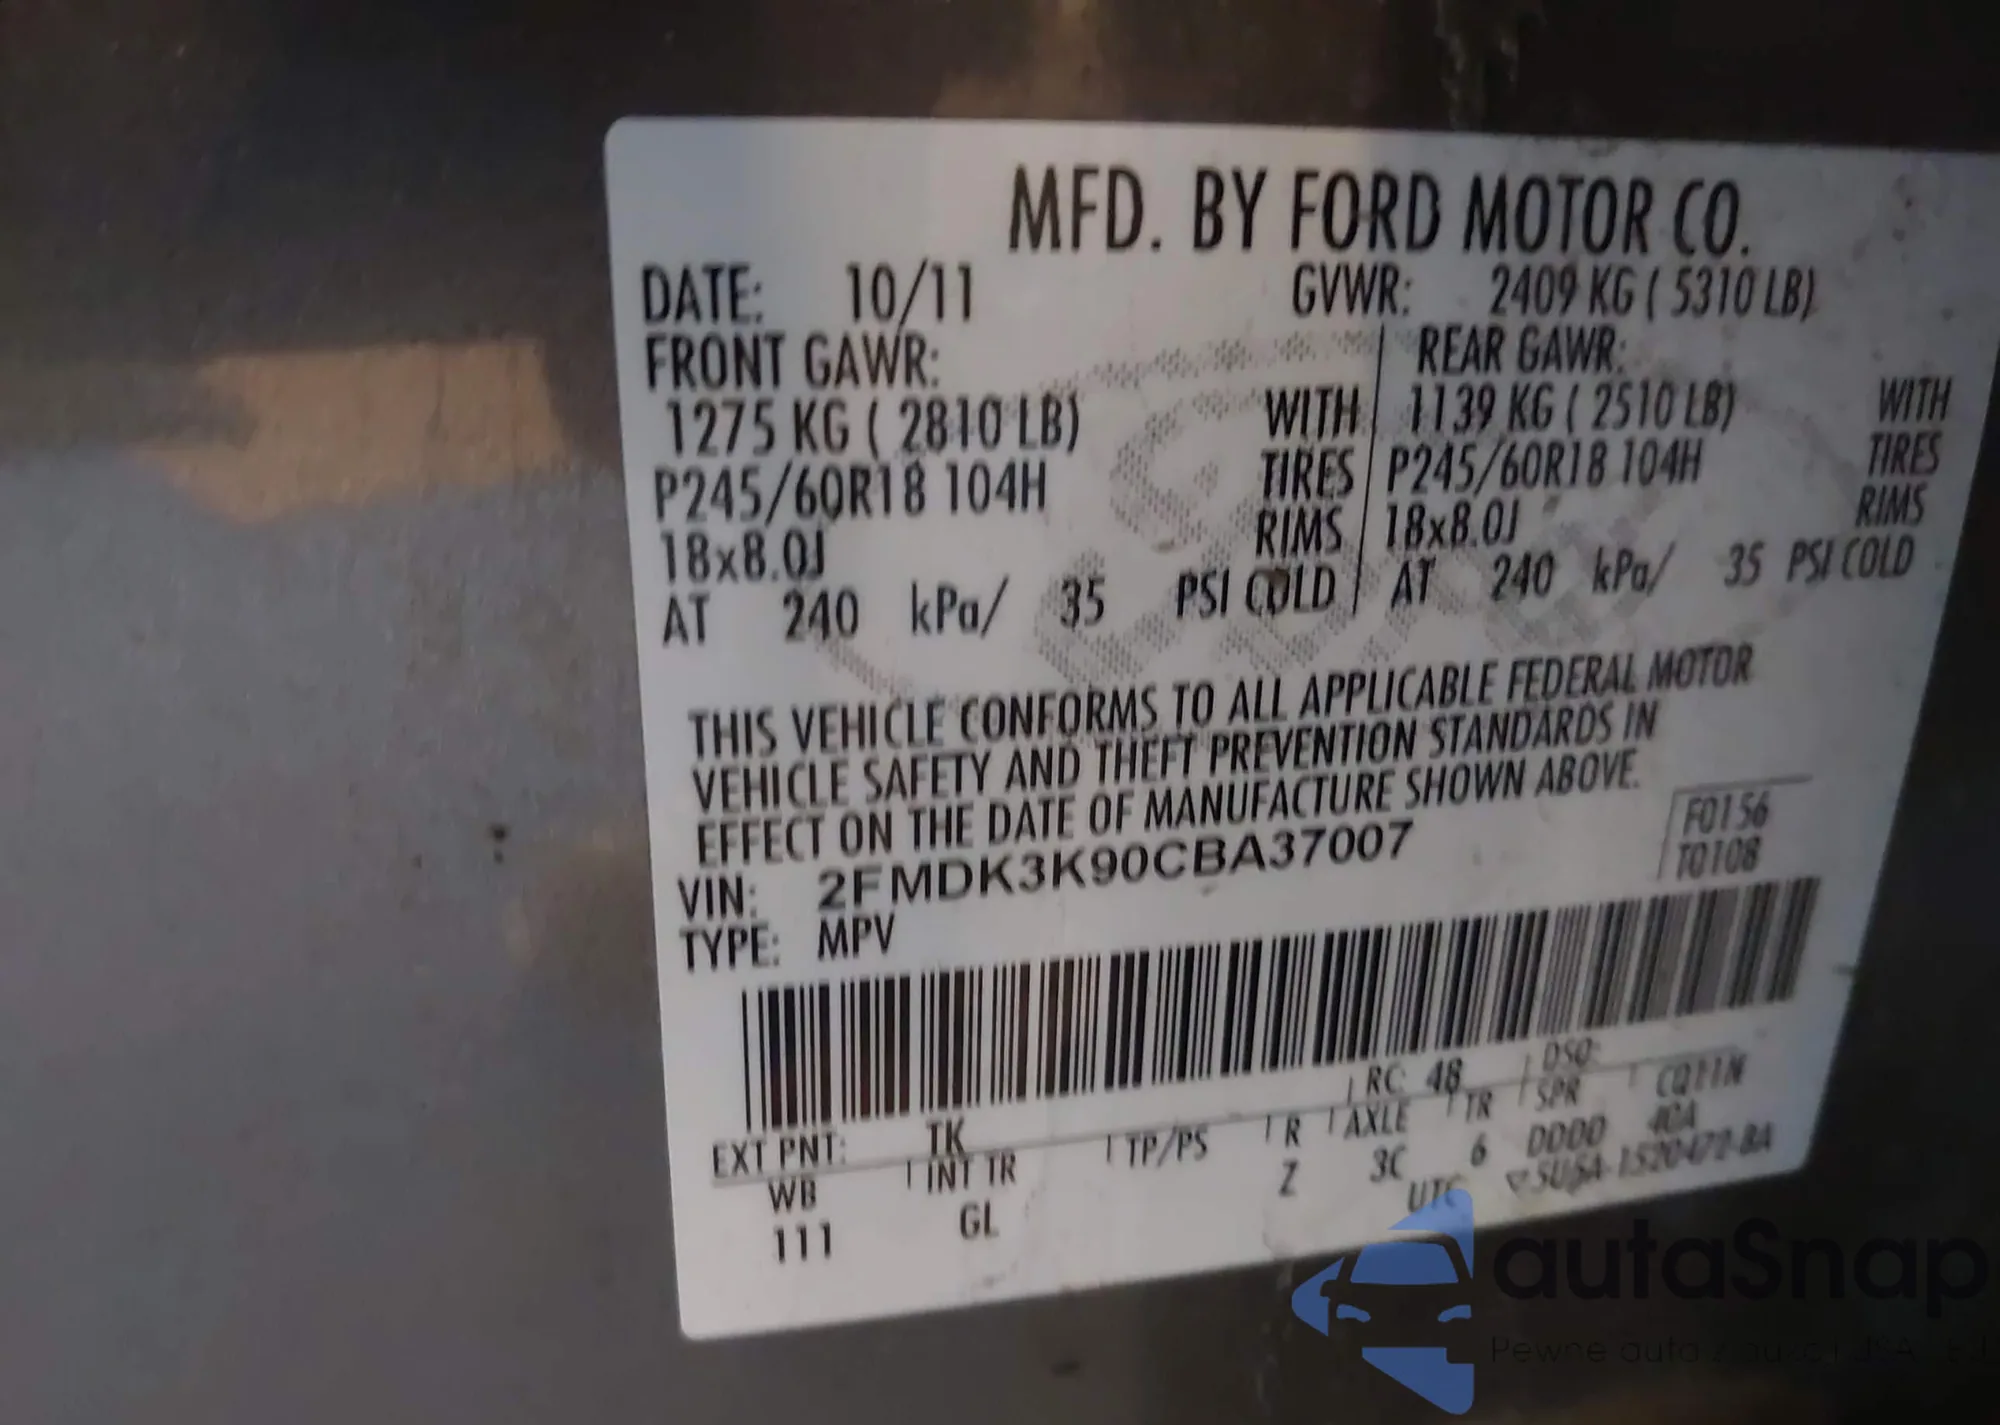 MFD. BY FORD MOTOR CO.
DATE: 10/11 GVWR: 2409 KG ( 5310 LB)
FRONT GAWR: REAR GAWR:
1275 KG ( 2810 LB) WITH 1139 KG ( 2510 LB) WITH
P245/60R18 104H TIRES P245/60R18 104H TIRES
18x8.0J RIMS 18x8.0J RIMS
AT 240 kPa/ 35 PSI COLD AT 240 kPa/ 35 PSI COLD
THIS VEHICLE CONFORMS TO ALL APPLICABLE FEDERAL MOTOR
VEHICLE SAFETY AND THEFT PREVENTION STANDARDS IN
EFFECT ON THE DATE OF MANUFACTURE SHOWN ABOVE.
VIN: 2FMDK3K90CBA37007 F0156
TYPE: MPV T0108
EXT PNT: TK RC: 48 DSO:
WB INT TR TP/PS R AXLE TR SPR CQ11N
111 GL Z 3C 6 DDDD 4OA
UTC
autaSnap
Pewne auto z